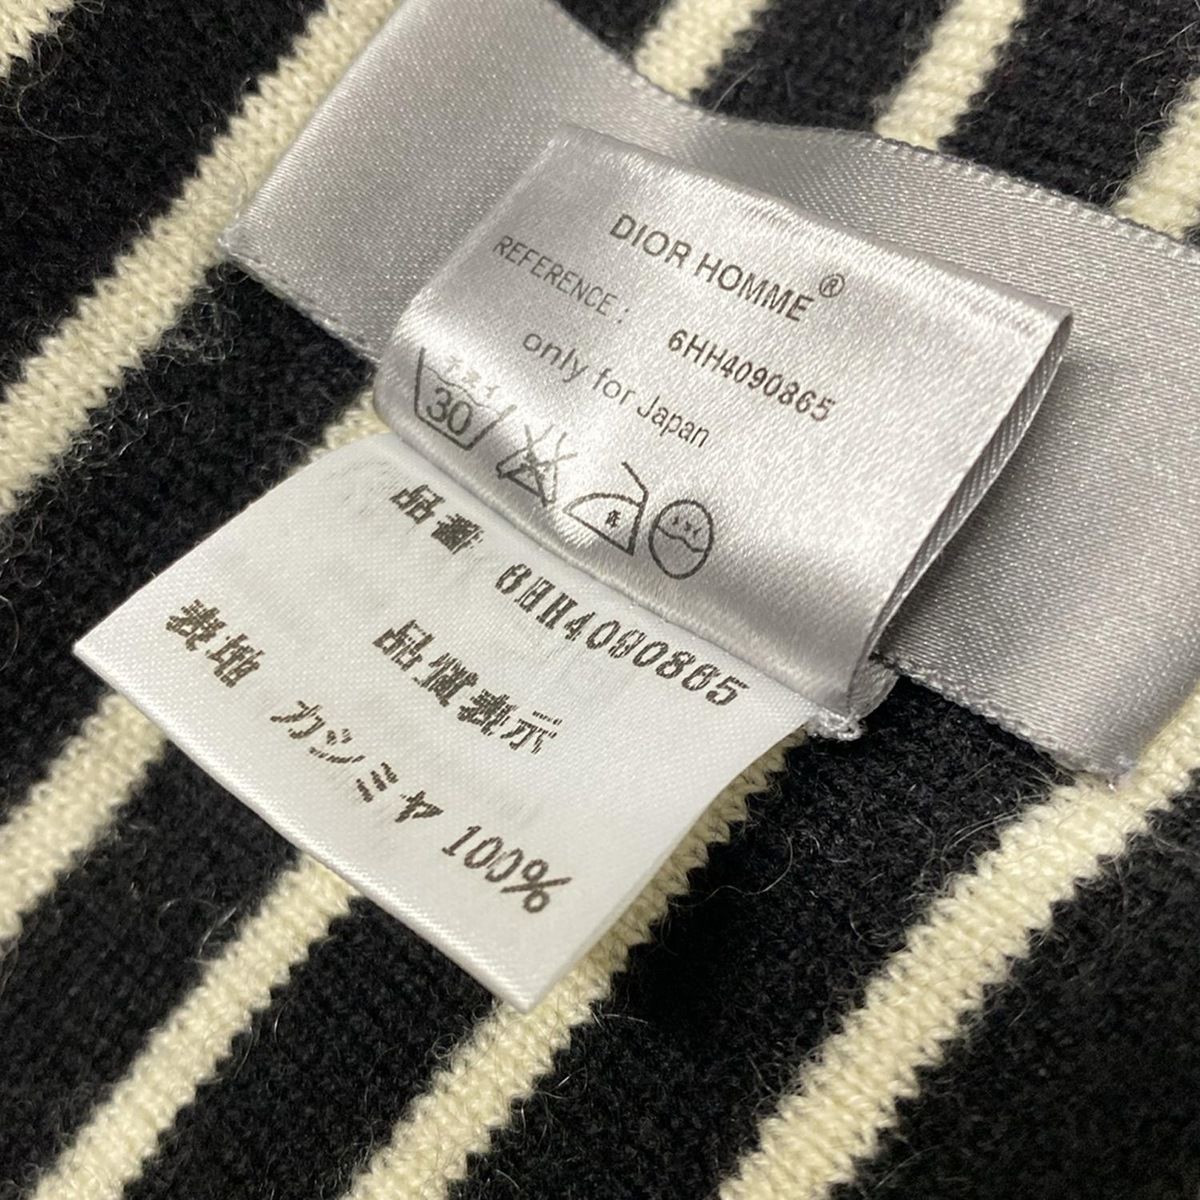 DIOR HOMME®
REFERENCE : 6HH4090865
only for Japan
30
品番 6HH4090865
品質表示
表地 カシミヤ 100%